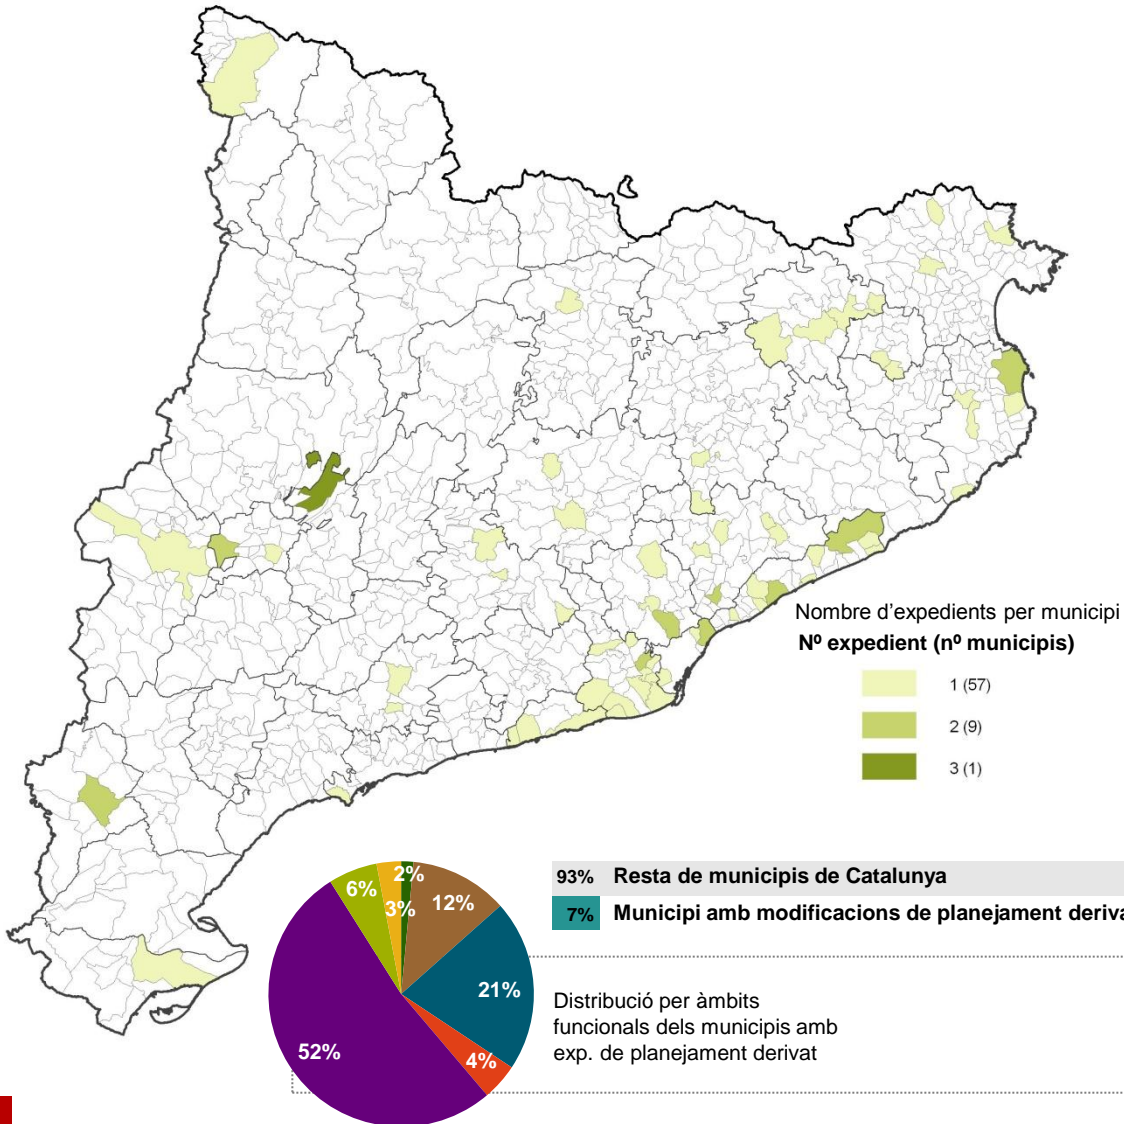 Nombre d'expedients per municipi
Nº expedient (nº municipis)
1 (57)
2 (9)
3 (1)
93% Resta de municipis de Catalunya
7% Municipi amb modificacions de planejament deriva
2%
6%
3%
12%
21%
52%
4%
Distribució per àmbits
funcionals dels municipis amb
exp. de planejament derivat